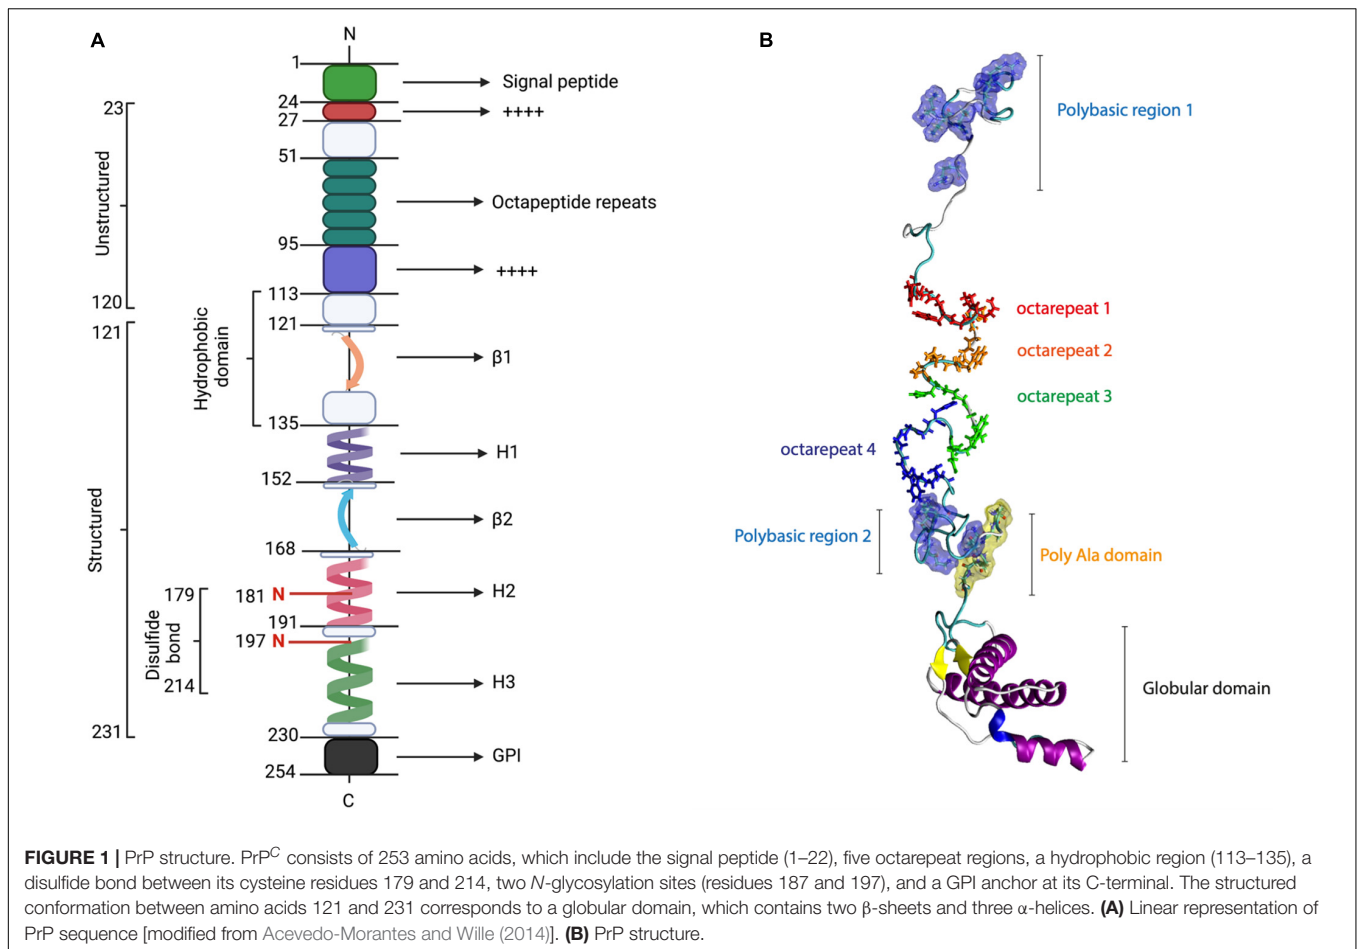 A
N
1
Signal peptide
24
++++
27
51
Octapeptide repeats
95
++++
113
121
β1
135
H1
152
β2
168
H2
181 N
191
197 N
H3
230
GPI
254
C
23
Unstructured
120
121
Structured
231
Hydrophobic
domain
179
Disulfide
bond
214
B
Polybasic region 1
octarepeat 1
octarepeat 2
octarepeat 3
octarepeat 4
Polybasic region 2
Poly Ala domain
Globular domain
FIGURE 1 | PrP structure. PrPC consists of 253 amino acids, which include the signal peptide (1–22), five octarepeat regions, a hydrophobic region (113–135), a
disulfide bond between its cysteine residues 179 and 214, two N-glycosylation sites (residues 187 and 197), and a GPI anchor at its C-terminal. The structured
conformation between amino acids 121 and 231 corresponds to a globular domain, which contains two β-sheets and three α-helices. (A) Linear representation of
PrP sequence [modified from Acevedo-Morantes and Wille (2014)]. (B) PrP structure.